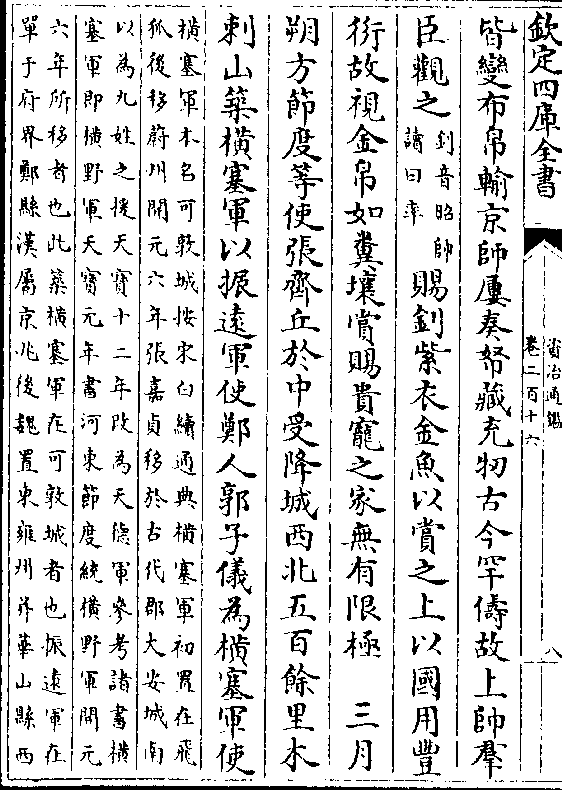 欽定四庫全書
資治通鑑
卷二百十六
八
皆變布帛輸京師屢奏帑藏充牣古今罕儔故上帥羣
臣觀之釗音昭帥
讀曰率
賜釗紫衣金魚以賞之上以國用豐
衍故視金帛如糞壤賞賜貴寵之家無有限極　三月
朔方節度等使張齊丘於中受降城西北五百餘里木
剌山築橫塞軍以振遠軍使鄭人郭子儀為橫塞軍使
橫塞軍本名可敦城按宋白續通典橫塞軍初置在飛
狐後移蔚州開元六年張嘉貞移於古代郡大安城南
以為九姓之援天寶十二年改為天德軍參考諸書橫
塞軍即橫野軍天寶元年書河東節度統橫野軍開元
六年所移者也此築橫塞軍在可敦城者也振遠軍在
單于府界鄭縣漢屬京兆後魏置東雍州并華山縣西